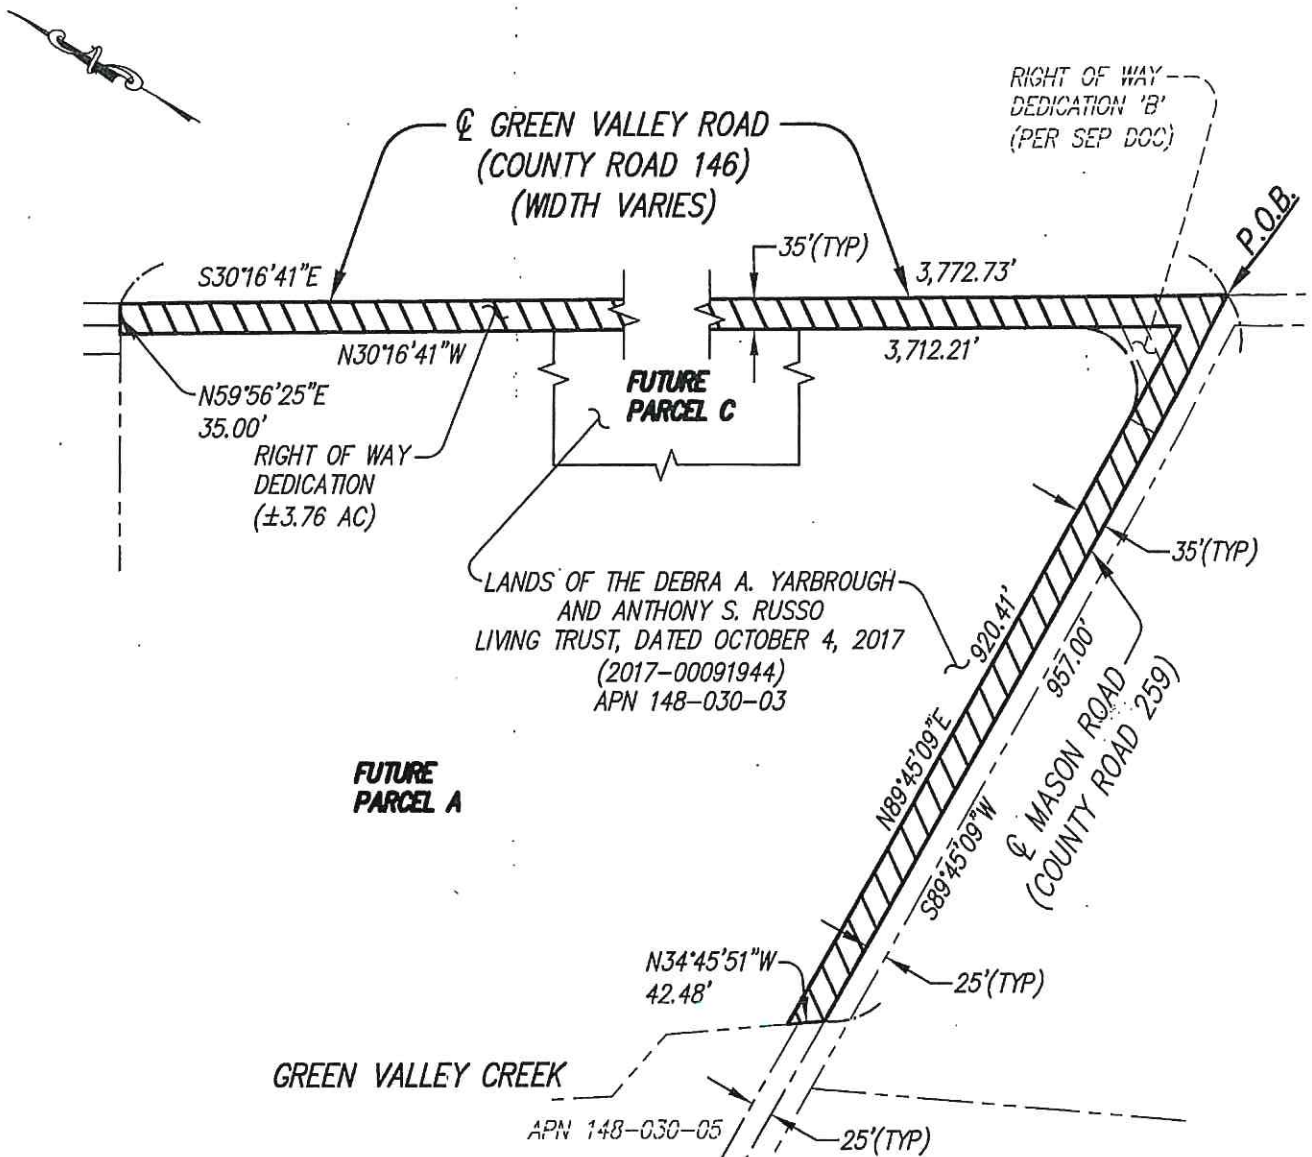 RIGHT OF WAY
DEDICATION 'B'
(PER SEP DOC)
℄ GREEN VALLEY ROAD
(COUNTY ROAD 146)
(WIDTH VARIES)
P.O.B.
35'(TYP)
S30°16'41"E
3,772.73'
N30°16'41"W
3,712.21'
FUTURE
PARCEL C
N59°56'25"E
35.00'
RIGHT OF WAY
DEDICATION
(±3.76 AC)
35'(TYP)
LANDS OF THE DEBRA A. YARBROUGH
AND ANTHONY S. RUSSO
LIVING TRUST, DATED OCTOBER 4, 2017
(2017-00091944)
APN 148-030-03
920.41'
957.00'
N89°45'09"E
S89°45'09"W
℄ MASON ROAD
(COUNTY ROAD 259)
FUTURE
PARCEL A
N34°45'51"W
42.48'
25'(TYP)
GREEN VALLEY CREEK
APN 148-030-05
25'(TYP)